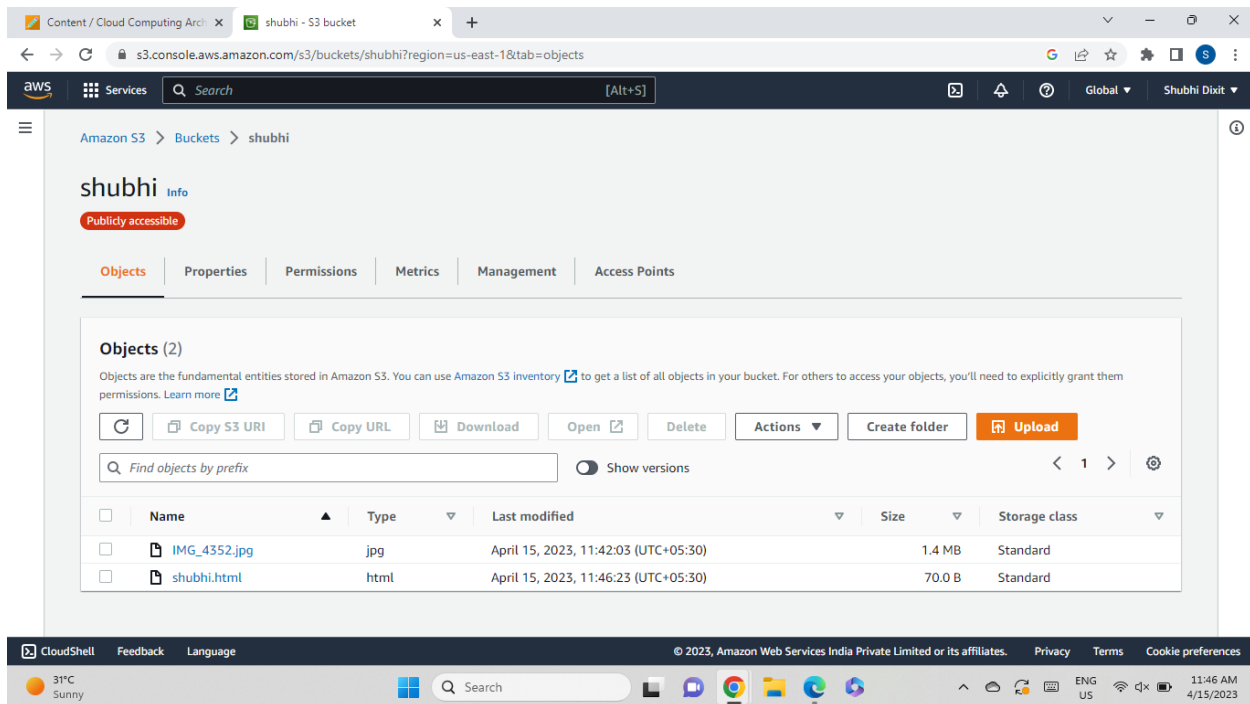 Content / Cloud Computing Arch
shubhi - S3 bucket
s3.console.aws.amazon.com/s3/buckets/shubhi?region=us-east-1&tab=objects
G
S
aws
Services
Search
[Alt+S]
Global
Shubhi Dixit
Amazon S3 > Buckets > shubhi
shubhi Info
Publicly accessible
Objects Properties Permissions Metrics Management Access Points
Objects (2)
Objects are the fundamental entities stored in Amazon S3. You can use Amazon S3 inventory to get a list of all objects in your bucket. For others to access your objects, you'll need to explicitly grant them
permissions. Learn more
Copy S3 URI Copy URL Download Open Delete Actions Create folder Upload
Find objects by prefix Show versions < 1 >
Name Type Last modified Size Storage class
IMG_4352.jpg jpg April 15, 2023, 11:42:03 (UTC+05:30) 1.4 MB Standard
shubhi.html html April 15, 2023, 11:46:23 (UTC+05:30) 70.0 B Standard
CloudShell Feedback Language © 2023, Amazon Web Services India Private Limited or its affiliates. Privacy Terms Cookie preferences
31°C
Sunny
Search
ENG
US
11:46 AM
4/15/2023